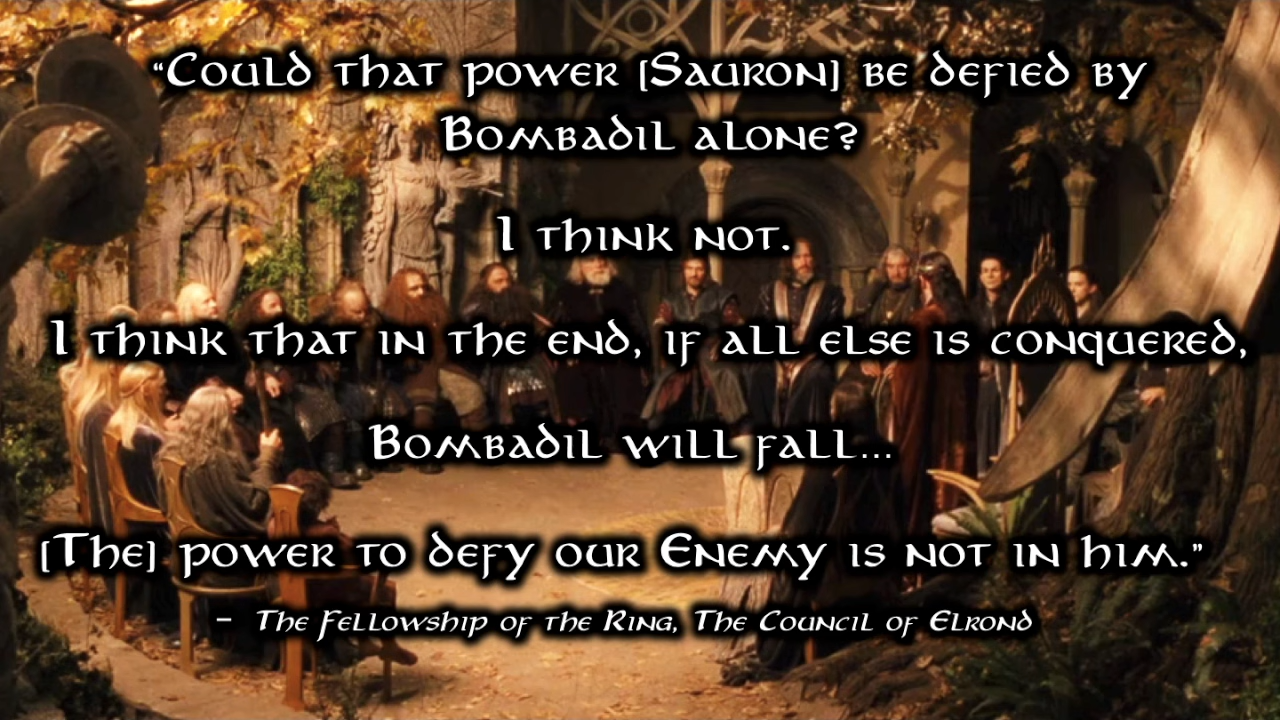 “Could that power [Sauron] be defied by
Bombadil alone?
I think not.
I think that in the end, if all else is conquered,
Bombadil will fall...
[The] power to defy our Enemy is not in him.”
- The Fellowship of the Ring, The Council of Elrond